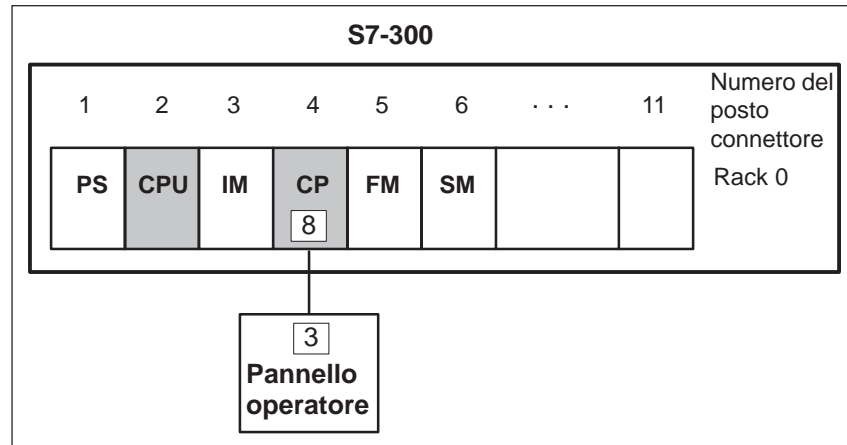 S7-300
1 2 3 4 5 6 . . . 11
Numero del
posto
connettore
Rack 0
PS CPU IM CP FM SM
8
3
Pannello
operatore